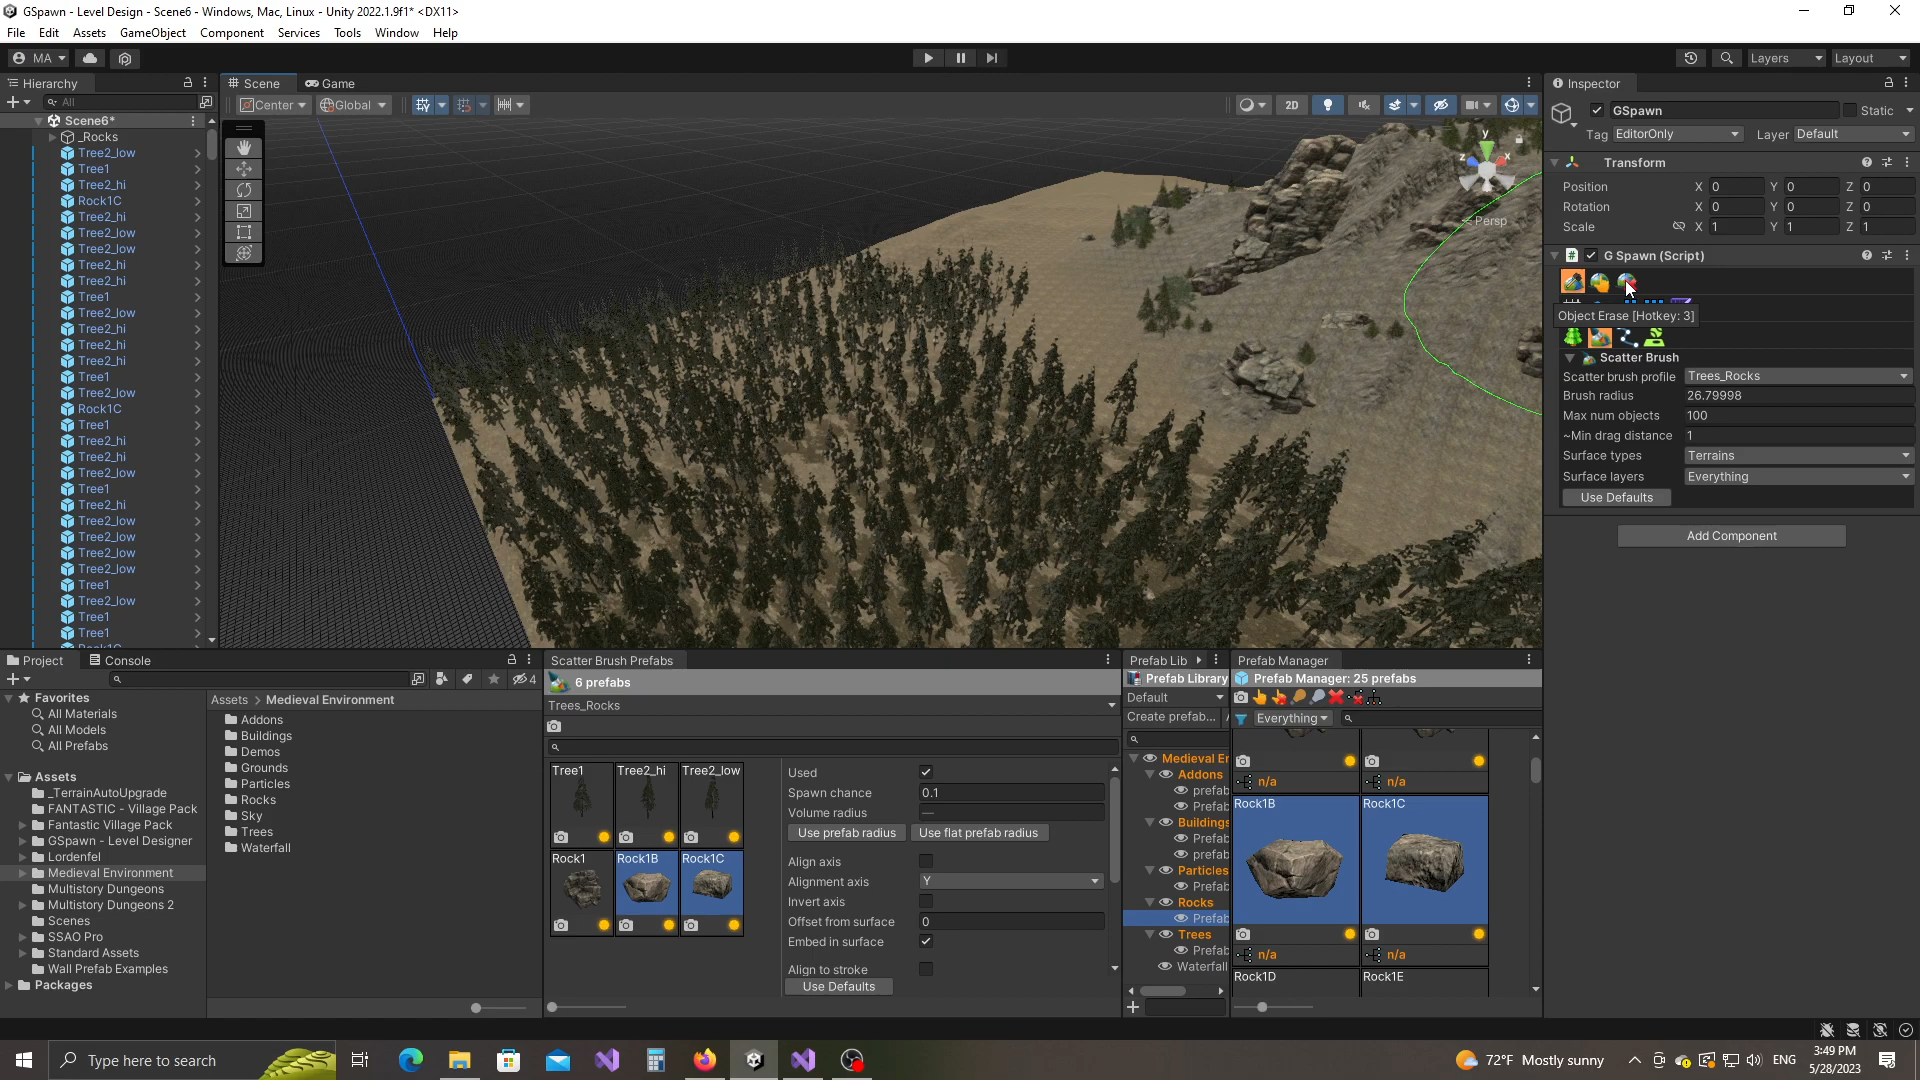 GSpawn - Level Design - Scene6 - Windows, Mac, Linux - Unity 2022.1.9f1* <DX11>
File Edit Assets GameObject Component Services Tools Window Help
MA
Layers
Layout
Hierarchy
All
Scene6*
_Rocks
Tree2_low
Tree1
Tree2_hi
Rock1C
Tree2_hi
Tree2_low
Tree2_low
Tree2_hi
Tree2_hi
Tree1
Tree2_low
Tree2_hi
Tree2_hi
Tree2_hi
Tree1
Tree2_low
Rock1C
Tree1
Tree2_hi
Tree2_hi
Tree2_low
Tree1
Tree2_hi
Tree2_low
Tree2_low
Tree2_low
Tree2_low
Tree1
Tree2_low
Tree1
Tree1
Scene
Game
Center
Global
2D
y
z
x
Persp
Inspector
GSpawn
Static
Tag EditorOnly
Layer Default
Transform
Position X 0 Y 0 Z 0
Rotation X 0 Y 0 Z 0
Scale X 1 Y 1 Z 1
G Spawn (Script)
Object Erase [Hotkey: 3]
Scatter Brush
Scatter brush profile Trees_Rocks
Brush radius 26.79998
Max num objects 100
~Min drag distance 1
Surface types Terrains
Surface layers Everything
Use Defaults
Add Component
Project
Console
4
Favorites
All Materials
All Models
All Prefabs
Assets
_TerrainAutoUpgrade
FANTASTIC - Village Pack
Fantastic Village Pack
GSpawn - Level Designer
Lordenfel
Medieval Environment
Multistory Dungeons
Multistory Dungeons 2
Scenes
SSAO Pro
Standard Assets
Wall Prefab Examples
Packages
Assets > Medieval Environment
Addons
Buildings
Demos
Grounds
Particles
Rocks
Sky
Trees
Waterfall
Scatter Brush Prefabs
6 prefabs
Trees_Rocks
Tree1
Tree2_hi
Tree2_low
Rock1
Rock1B
Rock1C
Used
Spawn chance 0.1
Volume radius —
Use prefab radius
Use flat prefab radius
Align axis
Alignment axis Y
Invert axis
Offset from surface 0
Embed in surface
Align to stroke
Use Defaults
Prefab Lib
Prefab Library
Default
Create prefab...
Medieval Er
Addons
prefab
Prefab
Buildings
Prefab
prefab
Particles
Prefab
Rocks
Prefab
Trees
Prefab
Waterfall
Prefab Manager
Prefab Manager: 25 prefabs
Everything
n/a
n/a
Rock1B
Rock1C
n/a
n/a
Rock1D
Rock1E
Type here to search
72°F Mostly sunny
ENG
3:49 PM
5/28/2023